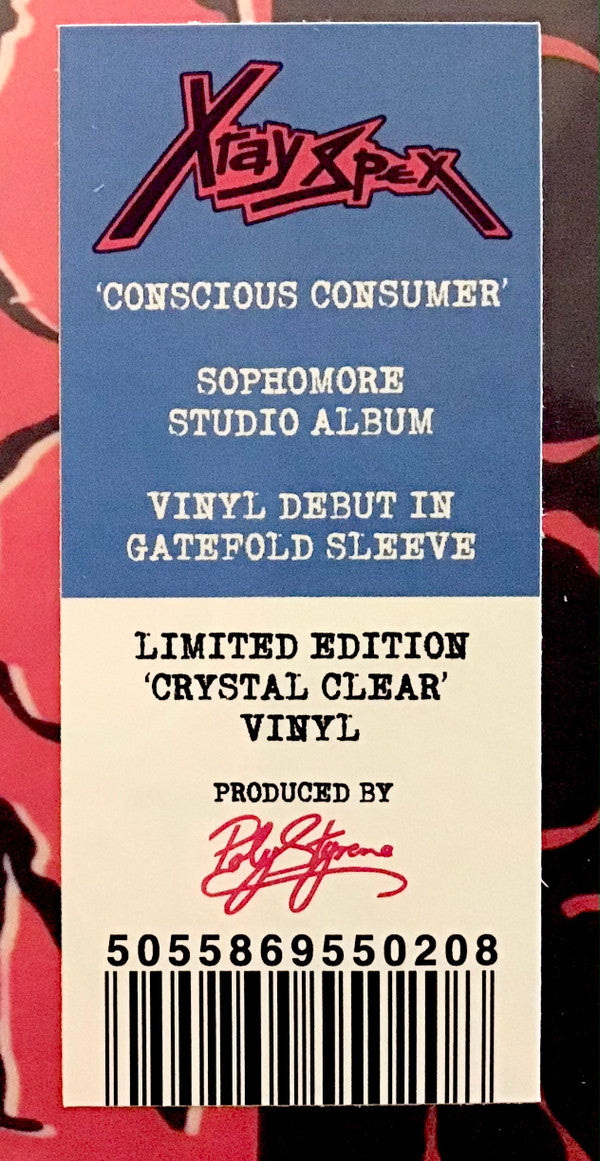 Xray Spex
‘CONSCIOUS CONSUMER’
SOPHOMORE
STUDIO ALBUM
VINYL DEBUT IN
GATEFOLD SLEEVE
LIMITED EDITION
‘CRYSTAL CLEAR’
VINYL
PRODUCED BY
Poly Styrene
5055869550208